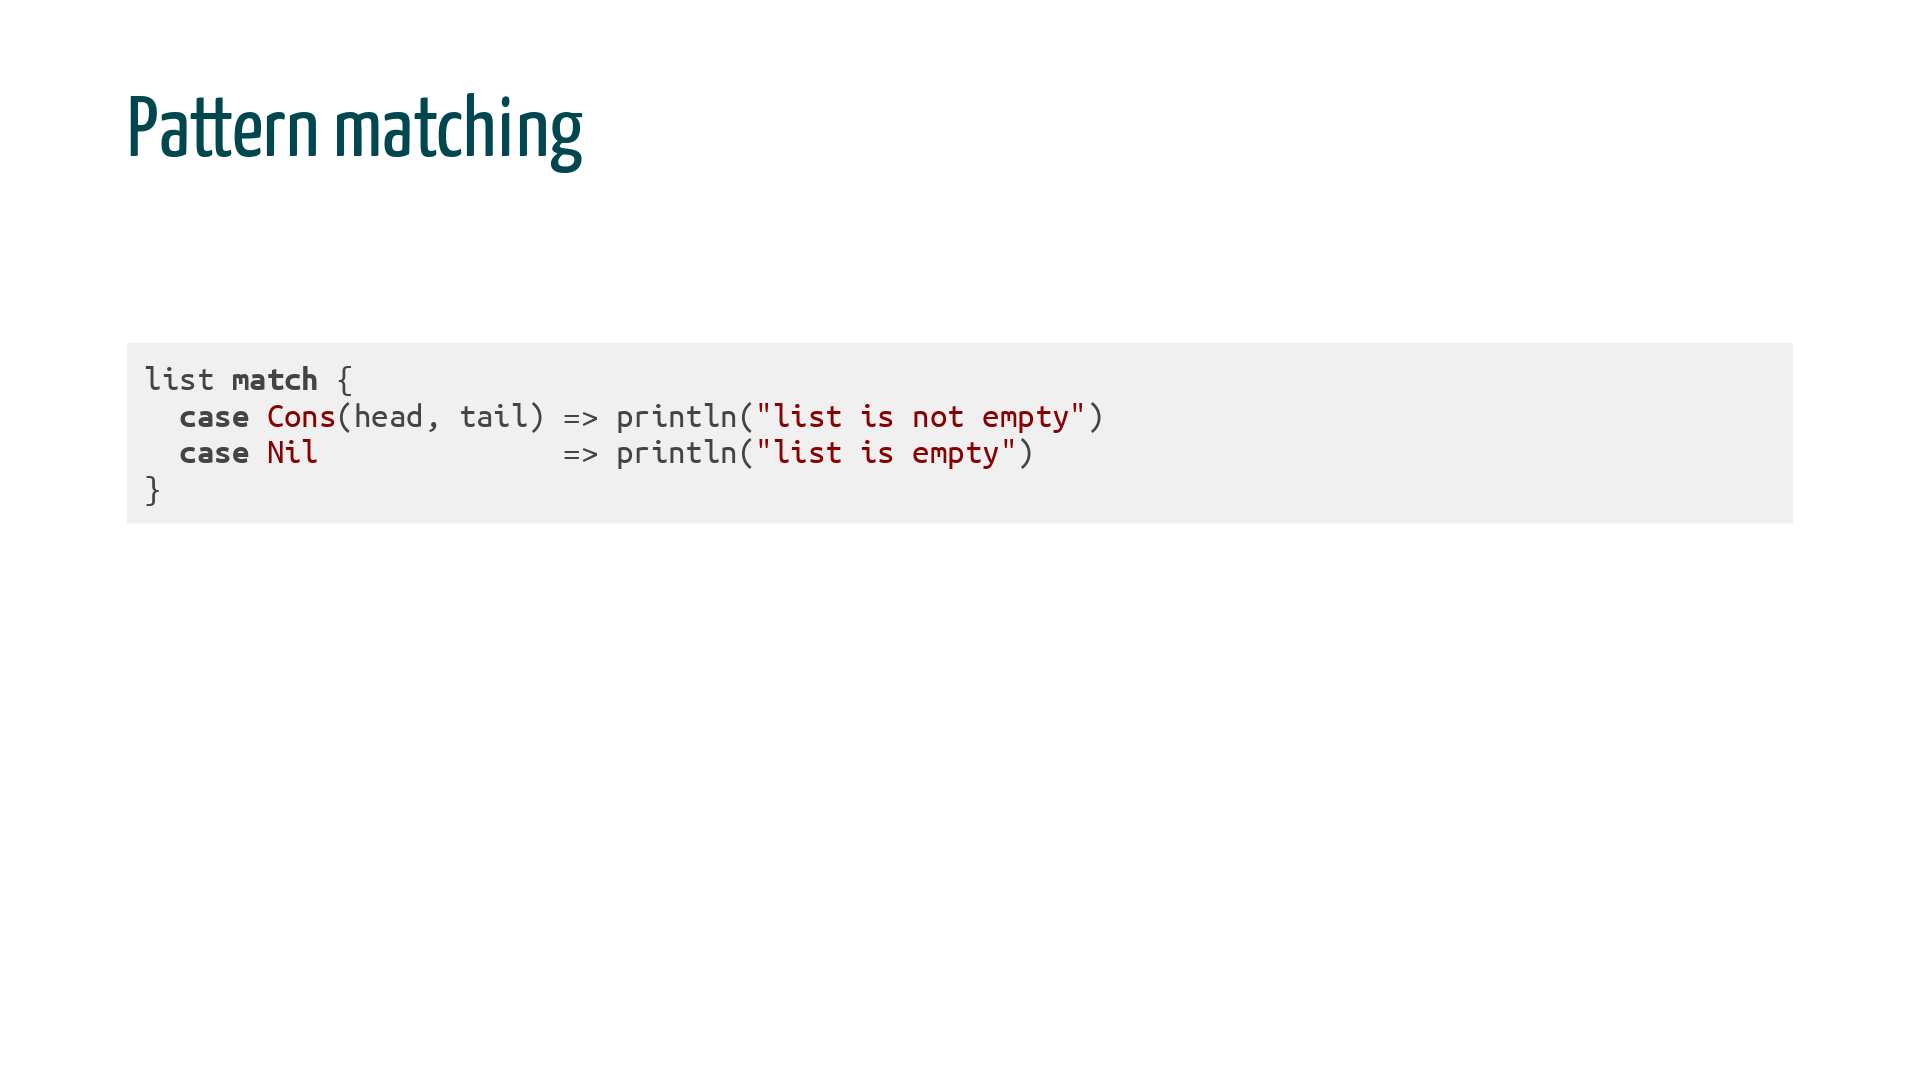 Pattern matching
list match {
  case Cons(head, tail) => println("list is not empty")
  case Nil              => println("list is empty")
}